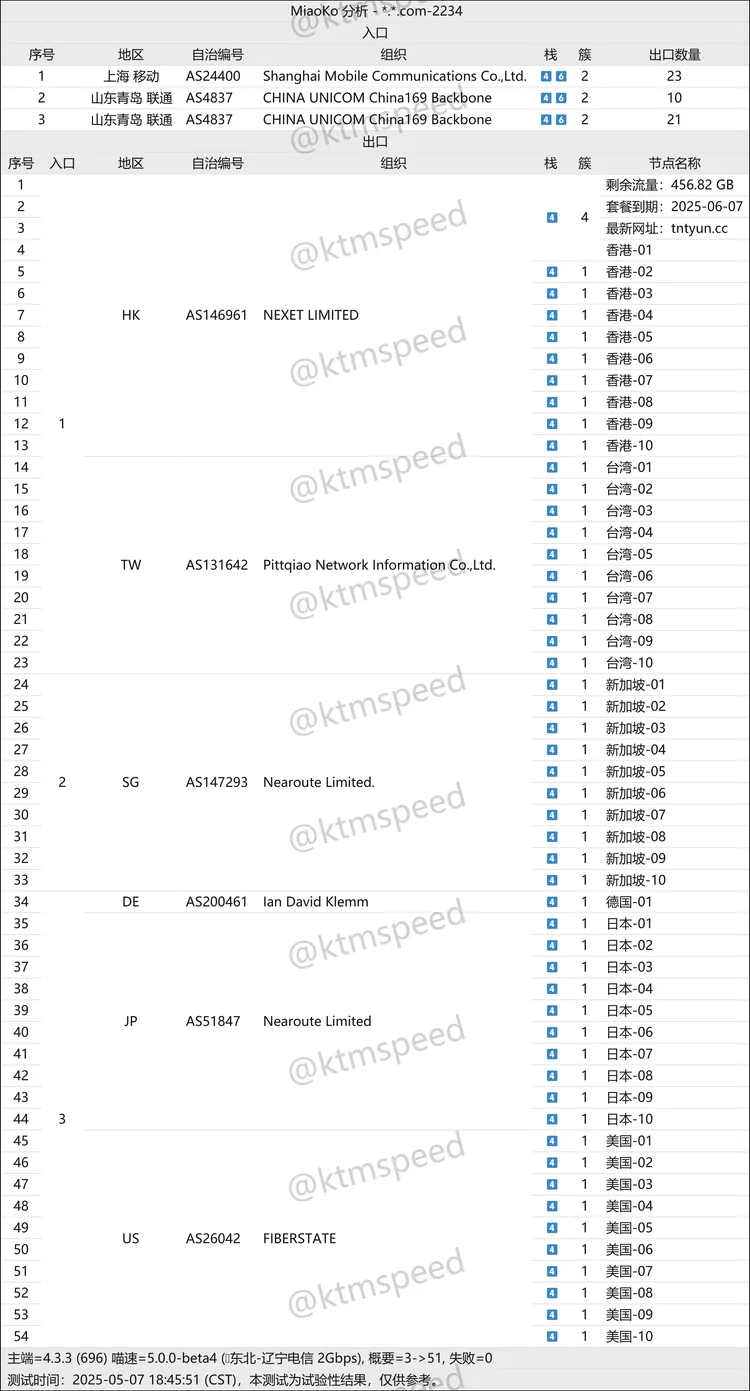 MiaoKo 分析 - *.*.com-2234
入口
序号 地区 自治编号 组织 栈 簇 出口数量
1 上海 移动 AS24400 Shanghai Mobile Communications Co.,Ltd. 4 6 2 23
2 山东青岛 联通 AS4837 CHINA UNICOM China169 Backbone 4 6 2 10
3 山东青岛 联通 AS4837 CHINA UNICOM China169 Backbone 4 6 2 21
出口
序号 入口 地区 自治编号 组织 栈 簇 节点名称
1 剩余流量：456.82 GB
2 套餐到期：2025-06-07
4 4
3 最新网址：tntyun.cc
4 香港-01
5 4 1 香港-02
6 4 1 香港-03
7 HK AS146961 NEXET LIMITED 4 1 香港-04
8 4 1 香港-05
9 4 1 香港-06
10 4 1 香港-07
11 4 1 香港-08
12 1 4 1 香港-09
13 4 1 香港-10
14 4 1 台湾-01
15 4 1 台湾-02
16 4 1 台湾-03
17 4 1 台湾-04
18 4 1 台湾-05
TW AS131642 Pittqiao Network Information Co.,Ltd.
19 4 1 台湾-06
20 4 1 台湾-07
21 4 1 台湾-08
22 4 1 台湾-09
23 4 1 台湾-10
24 4 1 新加坡-01
25 4 1 新加坡-02
26 4 1 新加坡-03
27 4 1 新加坡-04
28 4 1 新加坡-05
2 SG AS147293 Nearoute Limited.
29 4 1 新加坡-06
30 4 1 新加坡-07
31 4 1 新加坡-08
32 4 1 新加坡-09
33 4 1 新加坡-10
34 DE AS200461 Ian David Klemm 4 1 德国-01
35 4 1 日本-01
36 4 1 日本-02
37 4 1 日本-03
38 4 1 日本-04
39 4 1 日本-05
JP AS51847 Nearoute Limited
40 4 1 日本-06
41 4 1 日本-07
42 4 1 日本-08
43 4 1 日本-09
44 3 4 1 日本-10
45 4 1 美国-01
46 4 1 美国-02
47 4 1 美国-03
48 4 1 美国-04
49 4 1 美国-05
US AS26042 FIBERSTATE
50 4 1 美国-06
51 4 1 美国-07
52 4 1 美国-08
53 4 1 美国-09
54 4 1 美国-10
主端=4.3.3 (696) 喵速=5.0.0-beta4 (东北-辽宁电信 2Gbps), 概要=3->51, 失败=0
测试时间：2025-05-07 18:45:51 (CST)，本测试为试验性结果，仅供参考。
@ktmspeed
@ktmspeed
@ktmspeed
@ktmspeed
@ktmspeed
@ktmspeed
@ktmspeed
@ktmspeed
@ktmspeed
@ktmspeed
@ktmspeed
@ktmspeed
@ktmspeed